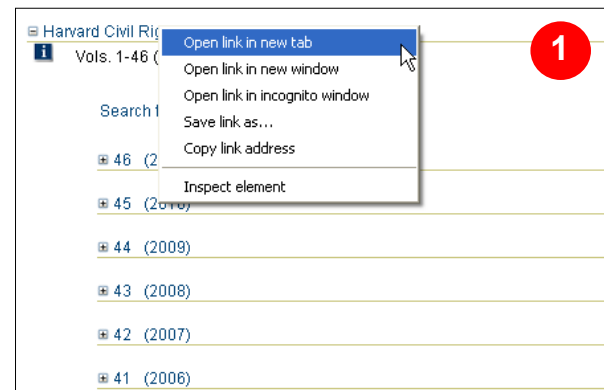 Harvard Civil Rig
Vols. 1-46 (
Search f
46 (2
45 (2010)
44 (2009)
43 (2008)
42 (2007)
41 (2006)
Open link in new tab
Open link in new window
Open link in incognito window
Save link as...
Copy link address
Inspect element
1